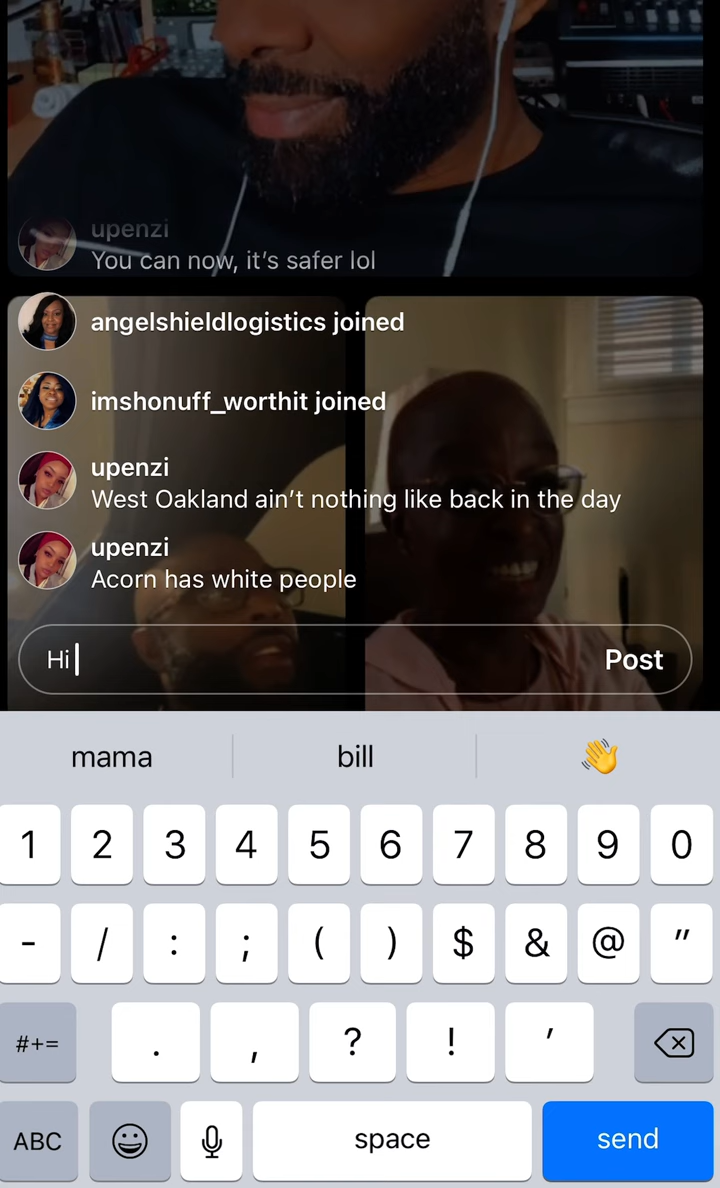 upenzi
You can now, it’s safer lol
angelshieldlogistics joined
imshonuff_worthit joined
upenzi
West Oakland ain’t nothing like back in the day
upenzi
Acorn has white people
Hi
Post
mama
bill
👋
1 2 3 4 5 6 7 8 9 0
- / : ; ( ) $ & @ "
#+= . , ? ! ’
ABC space send